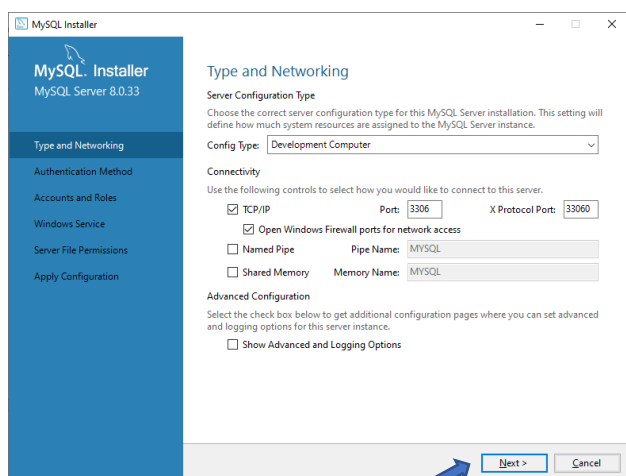 MySQL Installer
MySQL. Installer
MySQL Server 8.0.33
Type and Networking
Authentication Method
Accounts and Roles
Windows Service
Server File Permissions
Apply Configuration
Type and Networking
Server Configuration Type
Choose the correct server configuration type for this MySQL Server installation. This setting will
define how much system resources are assigned to the MySQL Server instance.
Config Type: Development Computer
Connectivity
Use the following controls to select how you would like to connect to this server.
TCP/IP Port: 3306 X Protocol Port: 33060
Open Windows Firewall ports for network access
Named Pipe Pipe Name: MYSQL
Shared Memory Memory Name: MYSQL
Advanced Configuration
Select the check box below to get additional configuration pages where you can set advanced
and logging options for this server instance.
Show Advanced and Logging Options
Next > Cancel